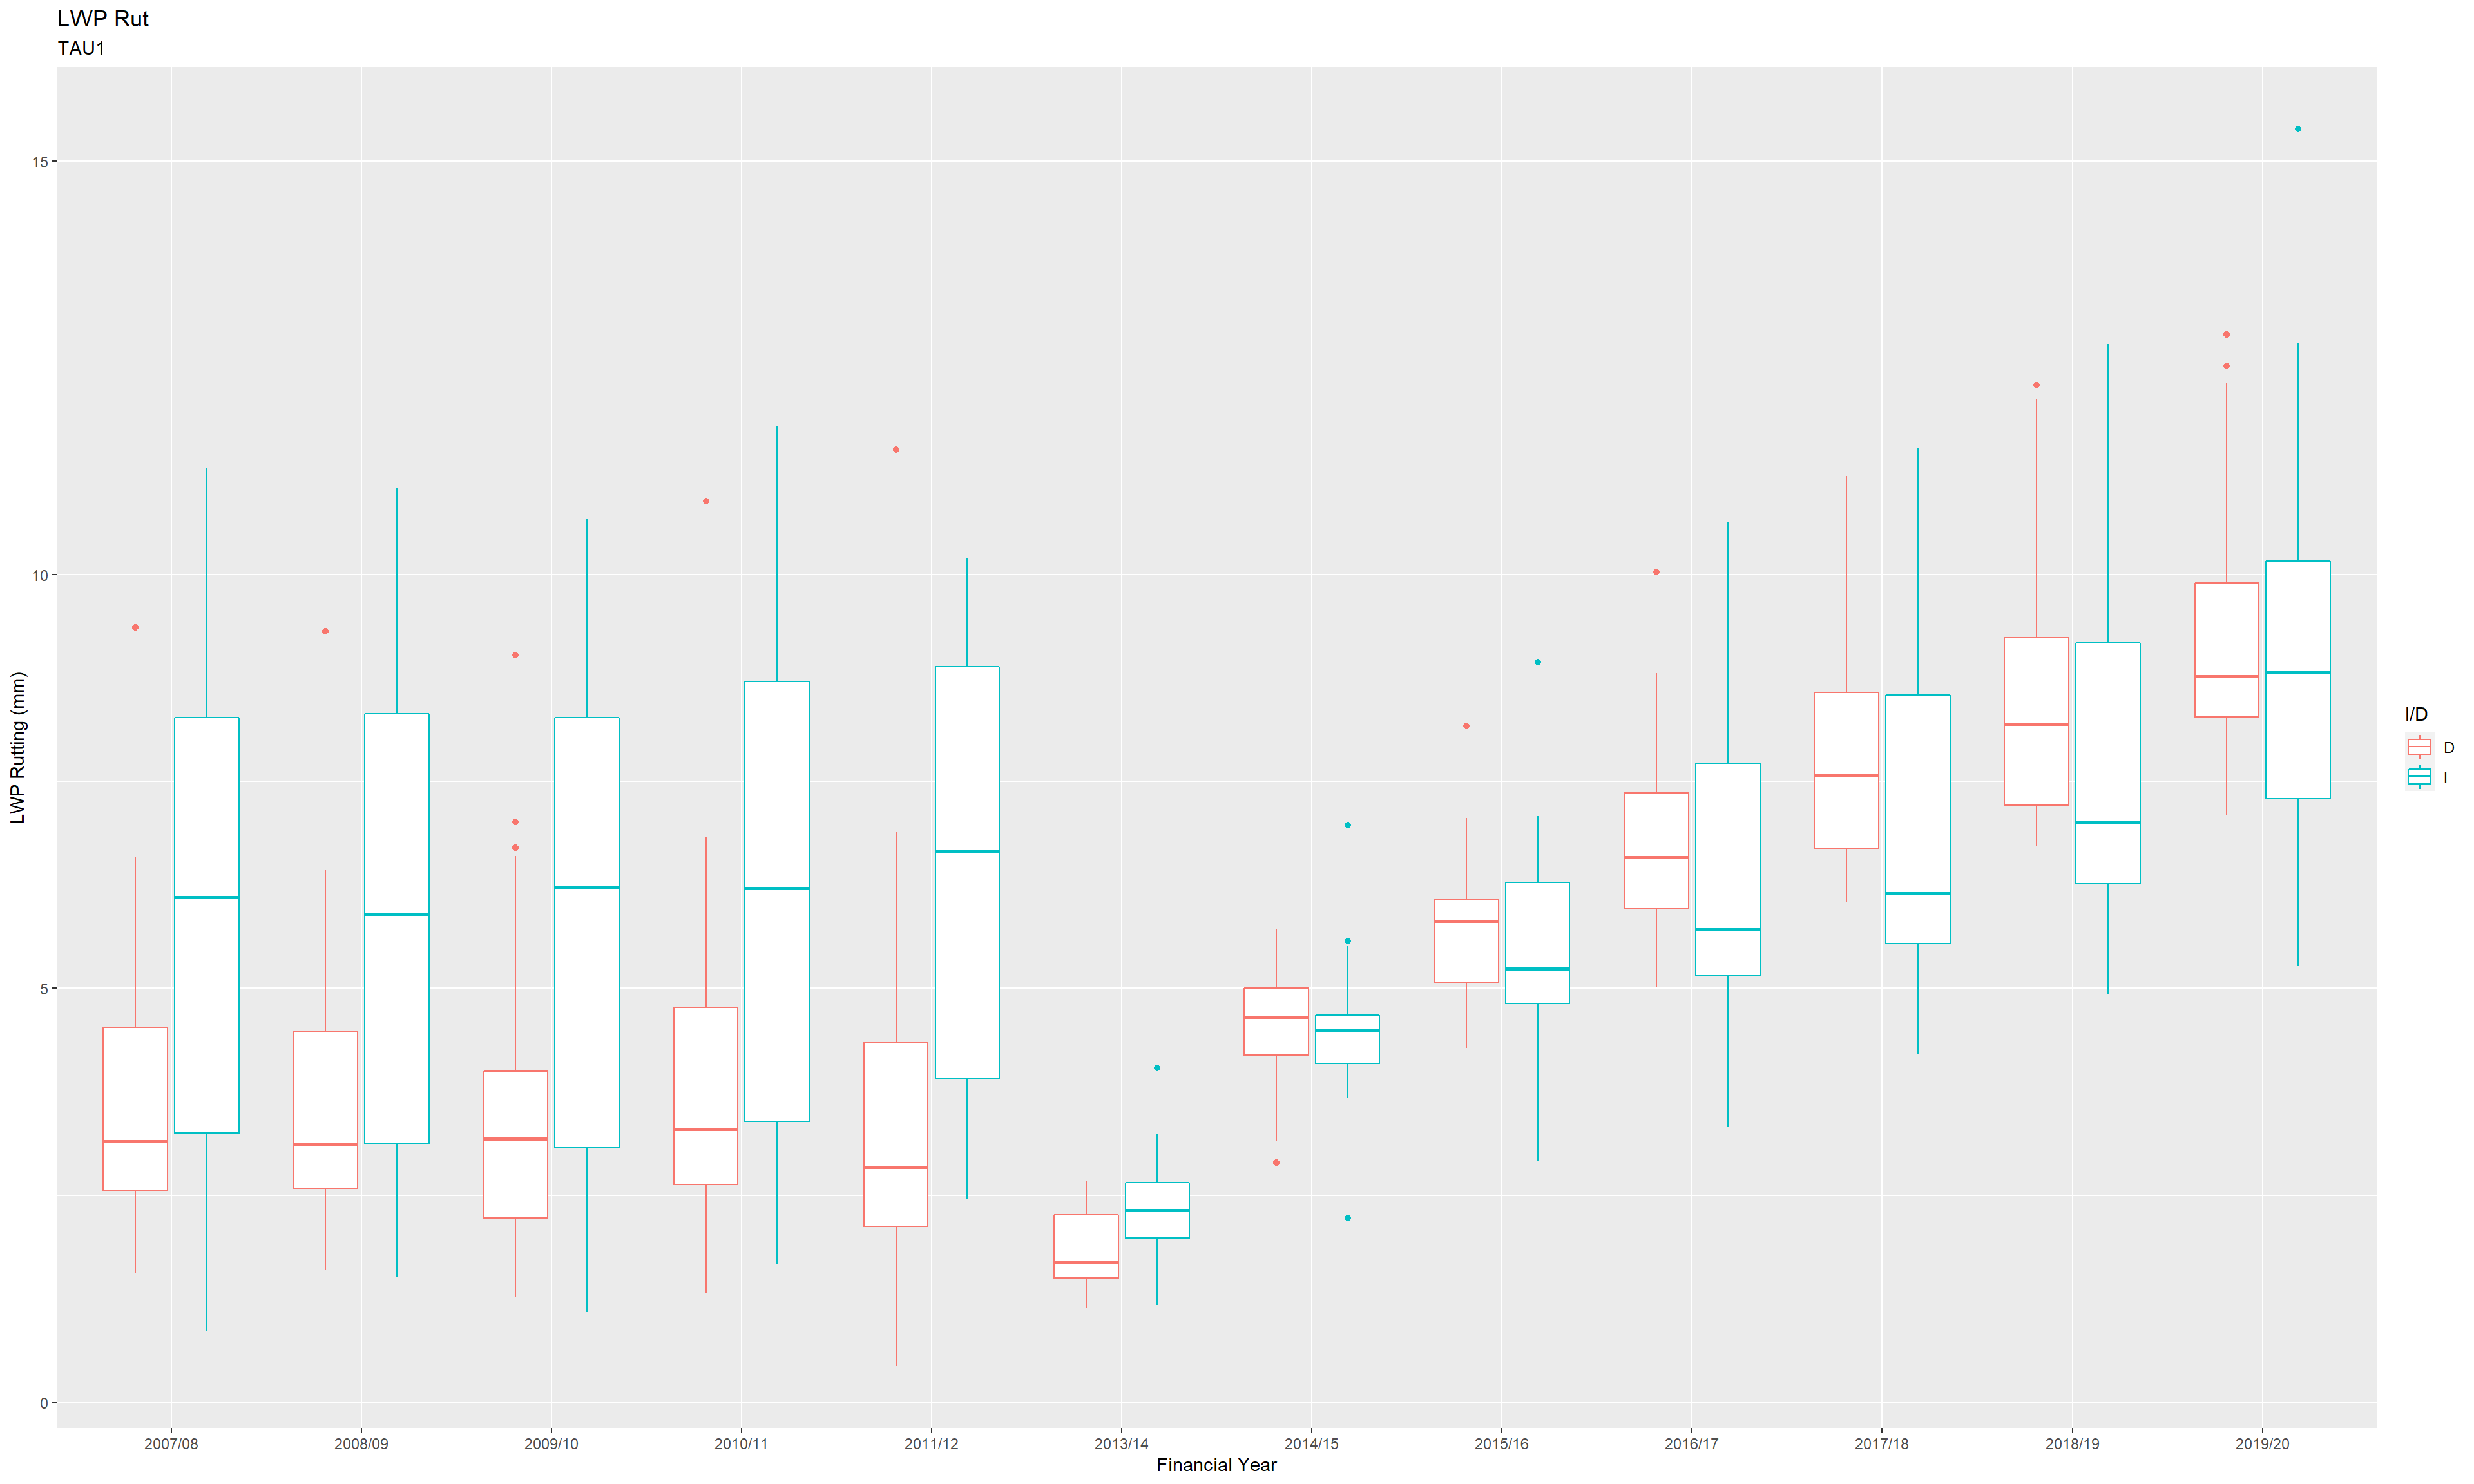 LWP Rut
TAU1
15
10
5
0
LWP Rutting (mm)
2007/08
2008/09
2009/10
2010/11
2011/12
2013/14
2014/15
2015/16
2016/17
2017/18
2018/19
2019/20
Financial Year
I/D
D
I